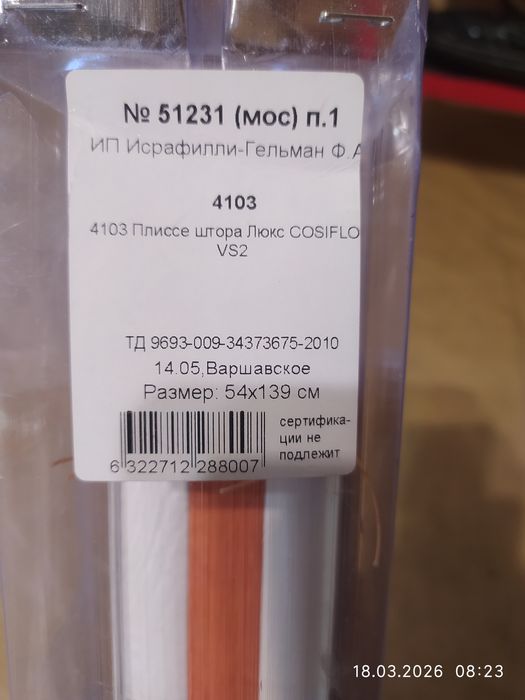 № 51231 (мос) п.1
ИП Исрафилли-Гельман Ф.А
4103
4103 Плиссе штора Люкс COSIFLO
VS2
ТД 9693-009-34373675-2010
14.05,Варшавское
Размер: 54x139 см
сертифика-
ции не
подлежит
6 322712 288007
18.03.2026 08:23